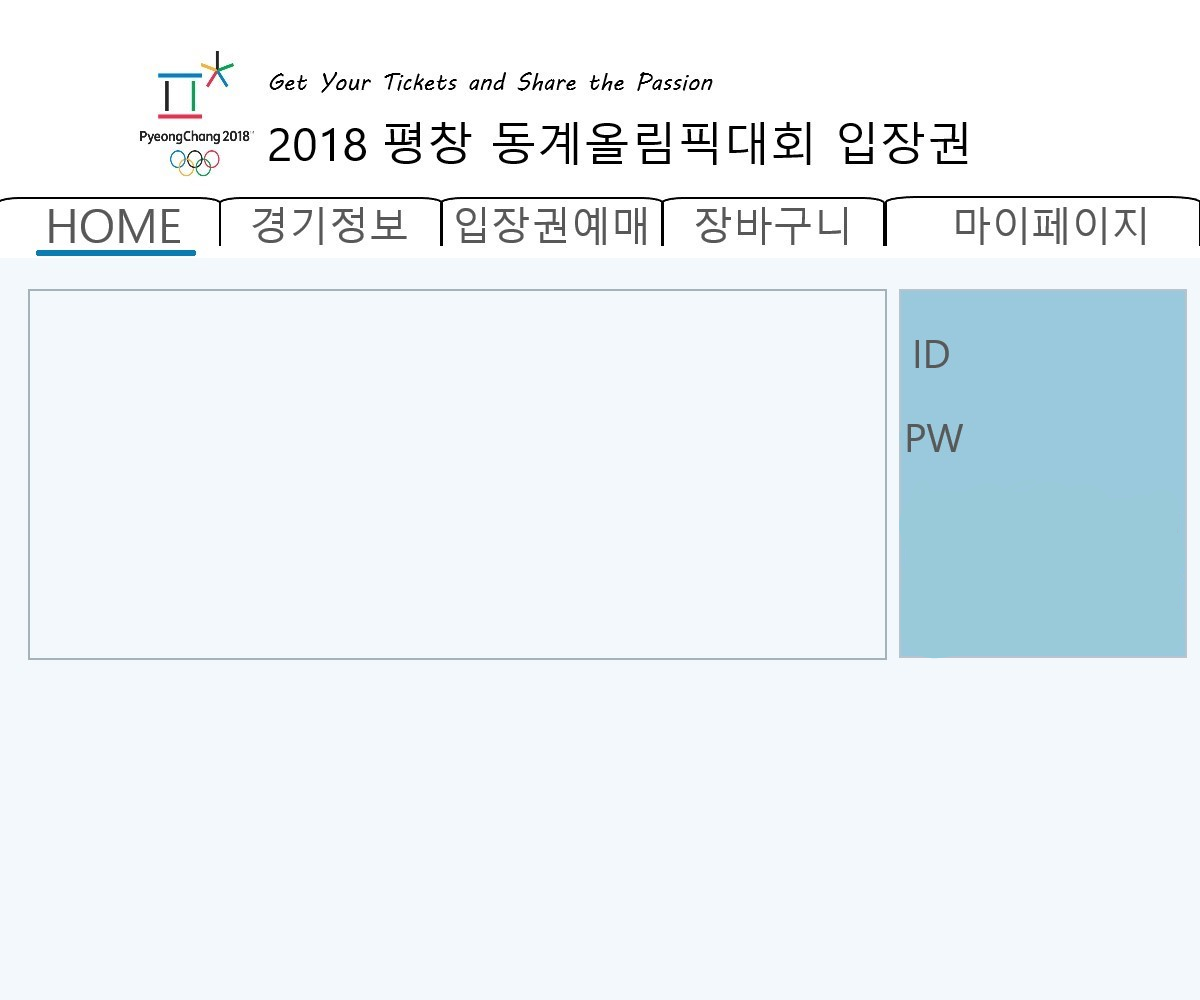 Get Your Tickets and Share the Passion
PyeongChang 2018
2018 평창 동계올림픽대회 입장권
HOME 경기정보 입장권예매 장바구니 마이페이지
ID
PW